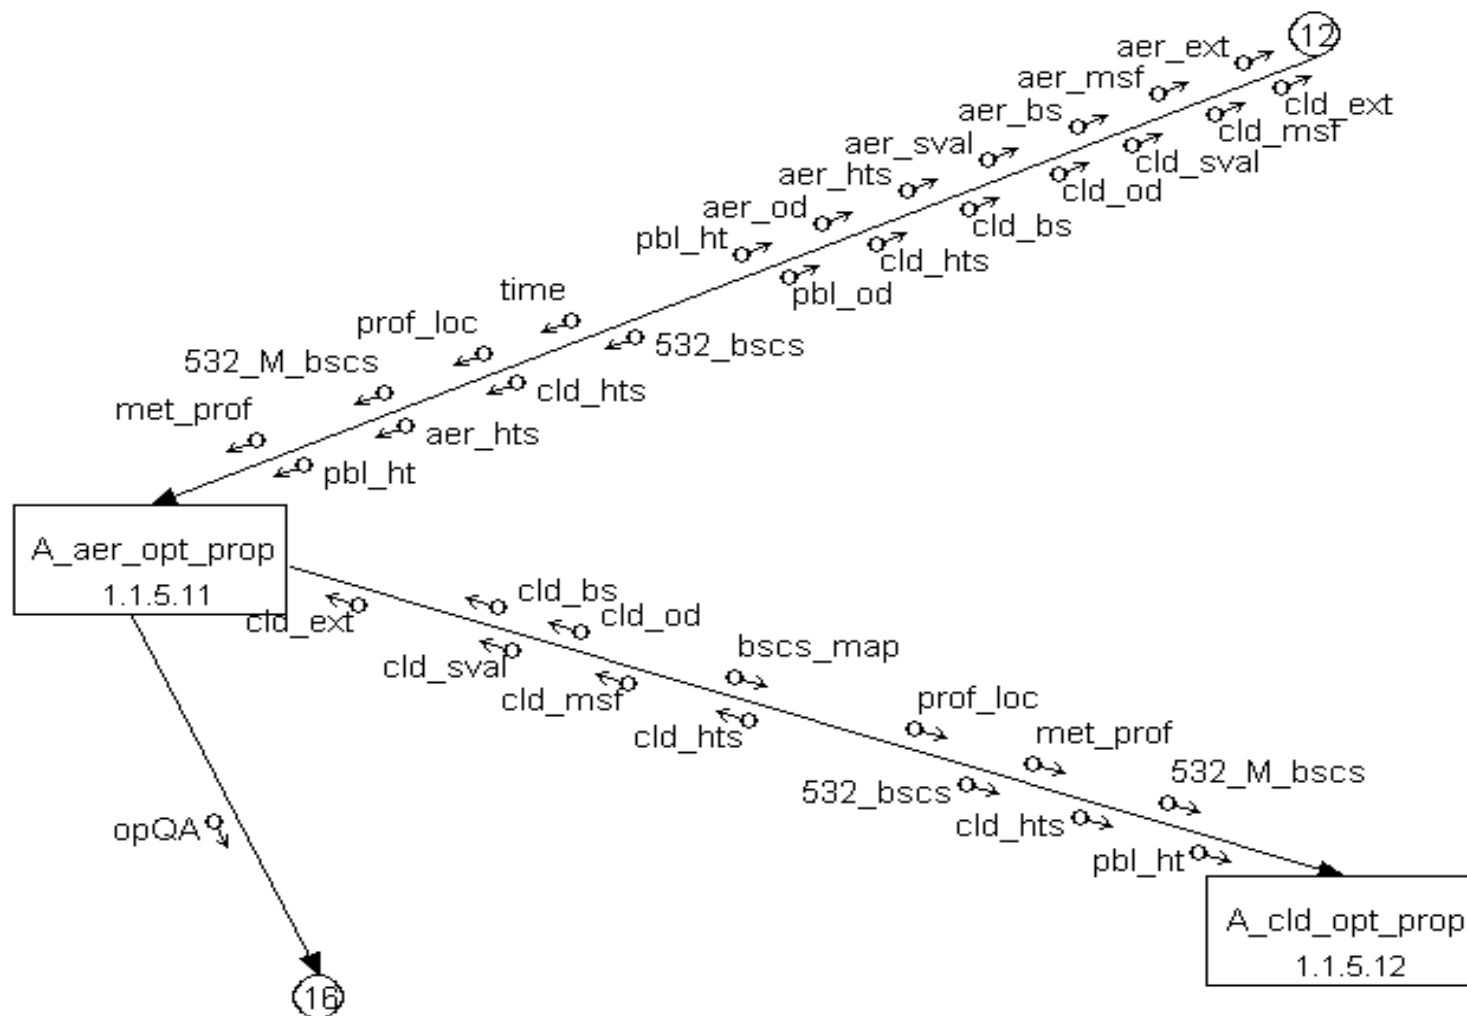 12
aer_ext
aer_msf
cld_ext
aer_bs
cld_msf
aer_sval
cld_sval
aer_hts
cld_od
aer_od
cld_bs
pbl_ht
cld_hts
pbl_od
time
prof_loc
532_bscs
532_M_bscs
cld_hts
met_prof
aer_hts
pbl_ht
A_aer_opt_prop
1.1.5.11
cld_bs
cld_ext
cld_od
bscs_map
cld_sval
cld_msf
prof_loc
cld_hts
met_prof
532_M_bscs
532_bscs
cld_hts
opQA
pbl_ht
A_cld_opt_prop
1.1.5.12
16